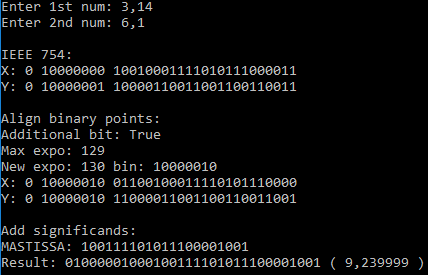 Enter 1st num: 3,14
Enter 2nd num: 6,1
IEEE 754:
X: 0 10000000 10010001111010111000011
Y: 0 10000001 10000110011001100110011
Align binary points:
Additional bit: True
Max expo: 129
New expo: 130 bin: 10000010
X: 0 10000010 01100100011110101110000
Y: 0 10000010 11000011001100110011001
Add significands:
MASTISSA: 100111101011100001001
Result: 01000001000100111101011100001001 ( 9,239999 )